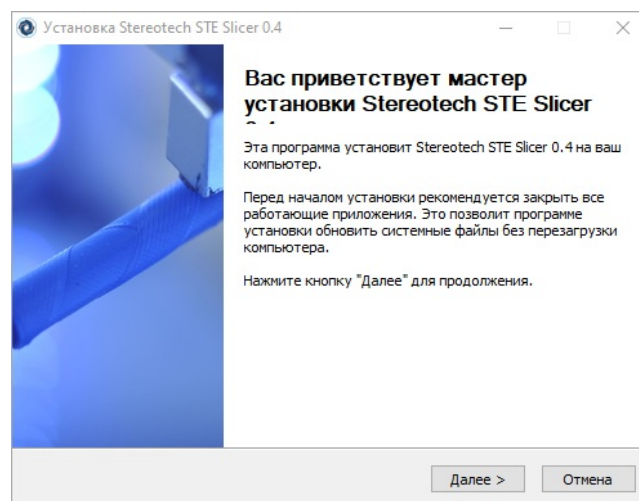 Установка Stereotech STE Slicer 0.4
Вас приветствует мастер
установки Stereotech STE Slicer
Эта программа установит Stereotech STE Slicer 0.4 на ваш
компьютер.
Перед началом установки рекомендуется закрыть все
работающие приложения. Это позволит программе
установки обновить системные файлы без перезагрузки
компьютера.
Нажмите кнопку "Далее" для продолжения.
Далее >
Отмена